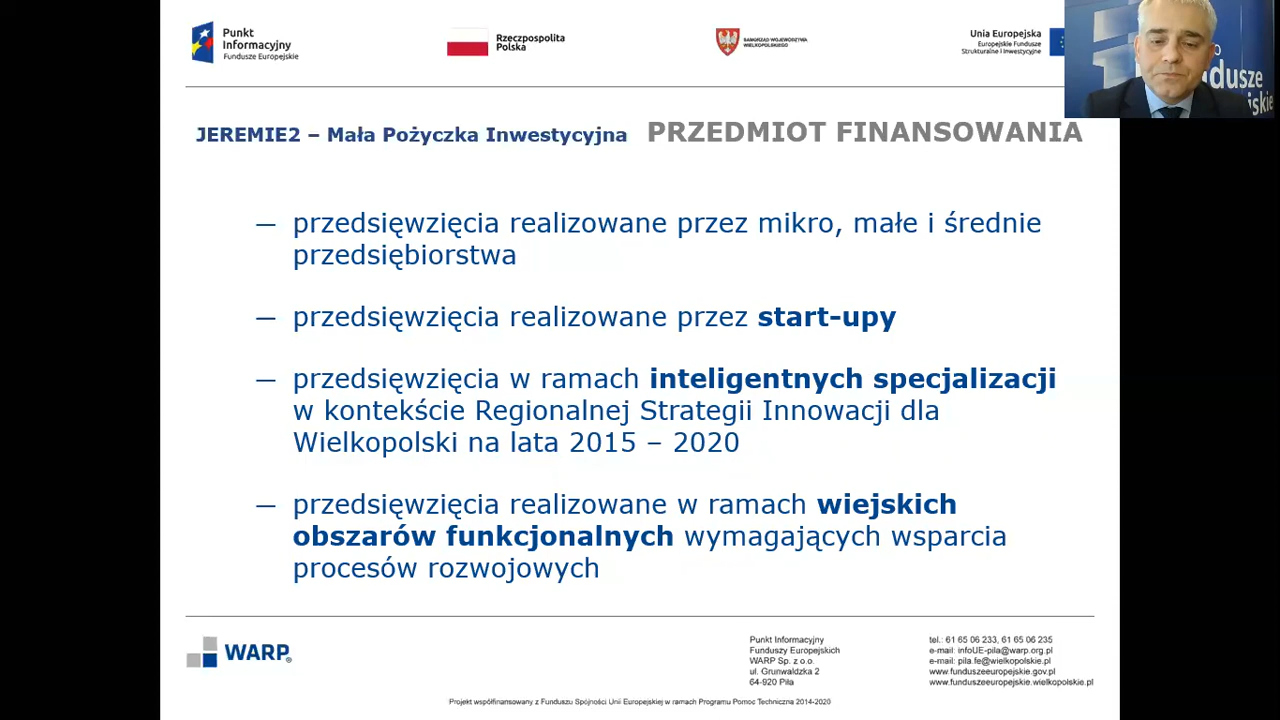 Punkt
Informacyjny
Fundusze Europejskie
Rzeczpospolita
Polska
SAMORZĄD WOJEWÓDZTWA
WIELKOPOLSKIEGO
Unia Europejska
Europejskie Fundusze
Strukturalne i Inwestycyjne
JEREMIE2 – Mała Pożyczka Inwestycyjna PRZEDMIOT FINANSOWANIA
— przedsięwzięcia realizowane przez mikro, małe i średnie
przedsiębiorstwa
— przedsięwzięcia realizowane przez start-upy
— przedsięwzięcia w ramach inteligentnych specjalizacji
w kontekście Regionalnej Strategii Innowacji dla
Wielkopolski na lata 2015 – 2020
— przedsięwzięcia realizowane w ramach wiejskich
obszarów funkcjonalnych wymagających wsparcia
procesów rozwojowych
WARP®
Punkt Informacyjny
Funduszy Europejskich
WARP Sp. z o.o.
ul. Grunwaldzka 2
64-920 Piła
tel.: 61 65 06 233, 61 65 06 235
e-mail: infoUE-pila@warp.org.pl
e-mail: pila.fe@wielkopolskie.pl
www.funduszeeuropejskie.gov.pl
www.funduszeeuropejskie.wielkopolskie.pl
Projekt współfinansowany z Funduszu Spójności Unii Europejskiej w ramach Programu Pomoc Techniczna 2014-2020